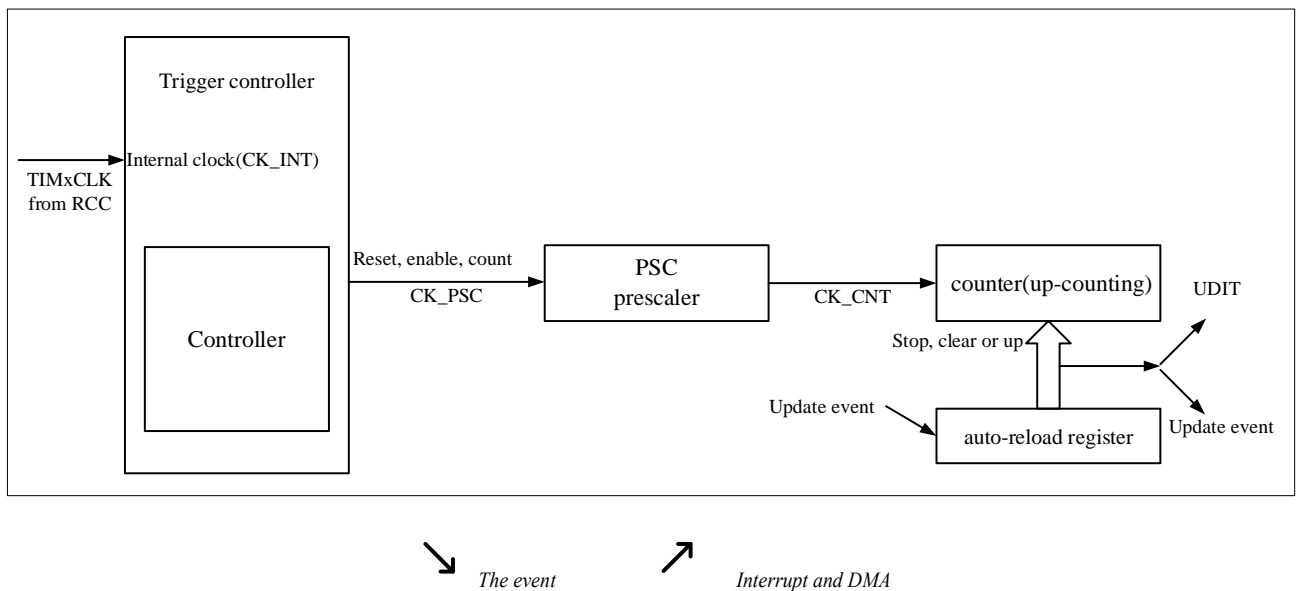 Trigger controller
Internal clock(CK_INT)
TIMxCLK
from RCC
Controller
Reset, enable, count
CK_PSC
PSC
prescaler
CK_CNT
counter(up-counting)
UDIT
Stop, clear or up
Update event
auto-reload register
Update event
The event
Interrupt and DMA